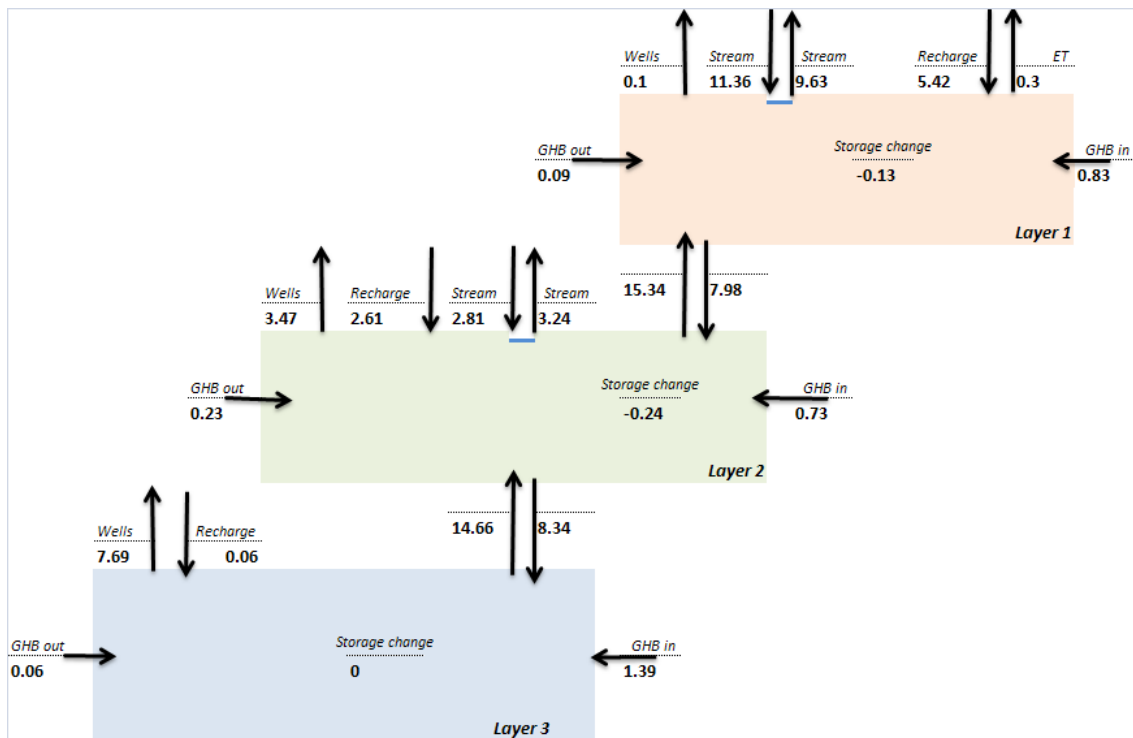 Wells Stream Stream Recharge ET
0.1 11.36 9.63 5.42 0.3
GHB out Storage change GHB in
0.09 -0.13 0.83
Layer 1
15.34 7.98
Wells Recharge Stream Stream
3.47 2.61 2.81 3.24
GHB out Storage change GHB in
0.23 -0.24 0.73
Layer 2
14.66 8.34
Wells Recharge
7.69 0.06
GHB out Storage change GHB in
0.06 0 1.39
Layer 3